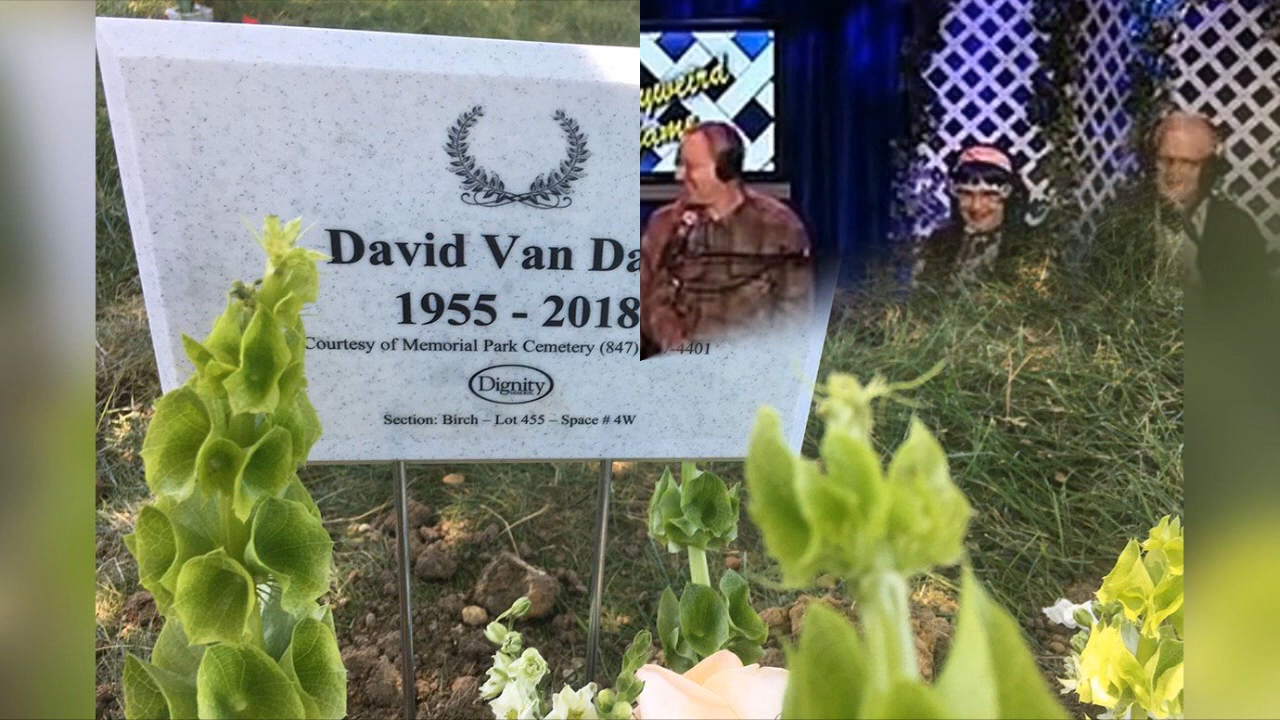 David Van Da
1955 - 2018
Courtesy of Memorial Park Cemetery (847) -4401
Dignity
Section: Birch – Lot 455 – Space # 4W
yweird
ame